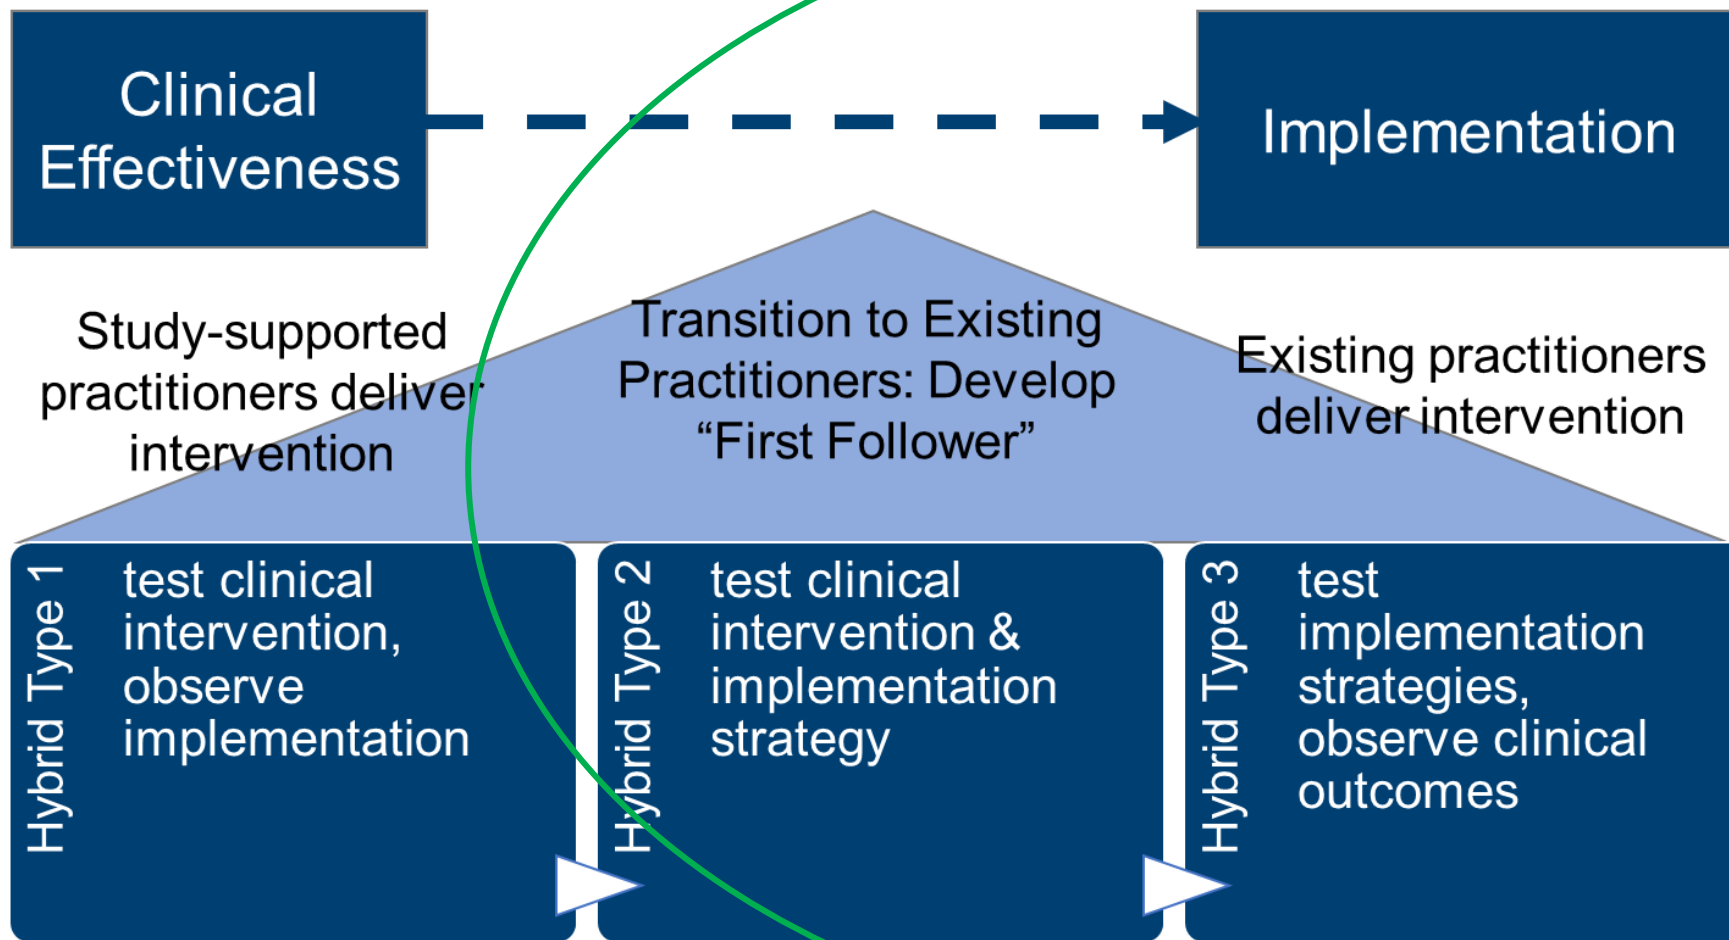 Clinical
Effectiveness
Implementation
Study-supported
practitioners deliver
intervention
Transition to Existing
Practitioners: Develop
“First Follower”
Existing practitioners
deliver intervention
Hybrid Type 1
test clinical
intervention,
observe
implementation
Hybrid Type 2
test clinical
intervention &
implementation
strategy
Hybrid Type 3
test
implementation
strategies,
observe clinical
outcomes